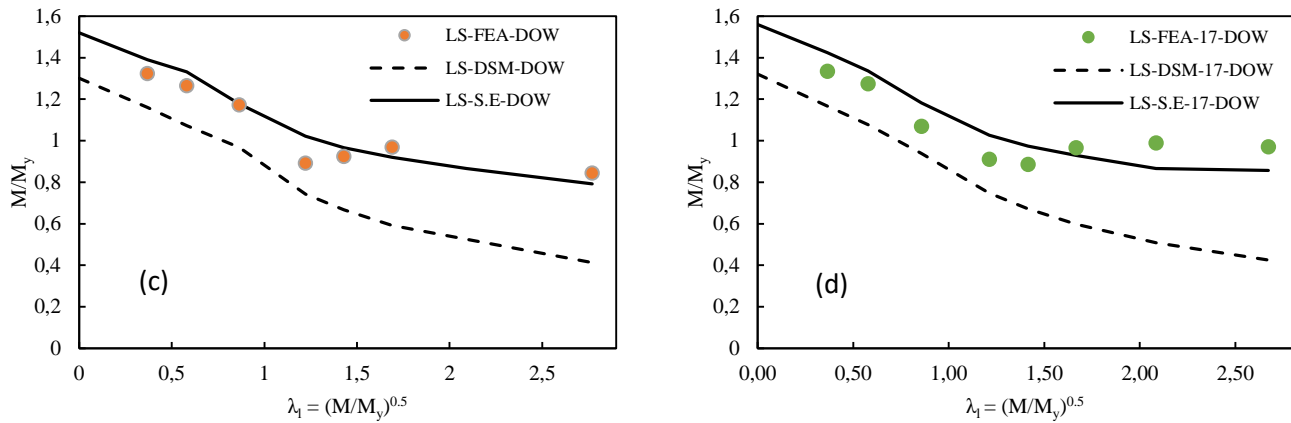 1,6
1,4
1,2
1
0,8
0,6
0,4
0,2
0
M/My
LS-FEA-DOW
LS-DSM-DOW
LS-S.E-DOW
(c)
0
0,5
1
1,5
2
2,5
λl = (M/My)0.5
1,6
1,4
1,2
1
0,8
0,6
0,4
0,2
0
M/My
LS-FEA-17-DOW
LS-DSM-17-DOW
LS-S.E-17-DOW
(d)
0,00
0,50
1,00
1,50
2,00
2,50
λl = (M/My)0.5